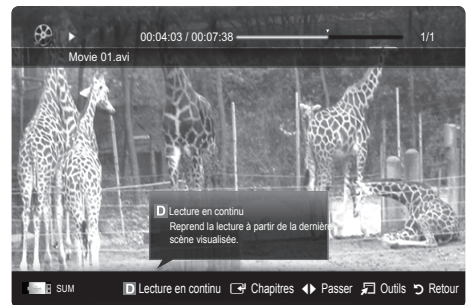 00:04:03 / 00:07:38 1/1
Movie 01.avi
D Lecture en continu
Reprend la lecture à partir de la dernière
scène visualisée.
SUM D Lecture en continu Chapitres Passer Outils Retour